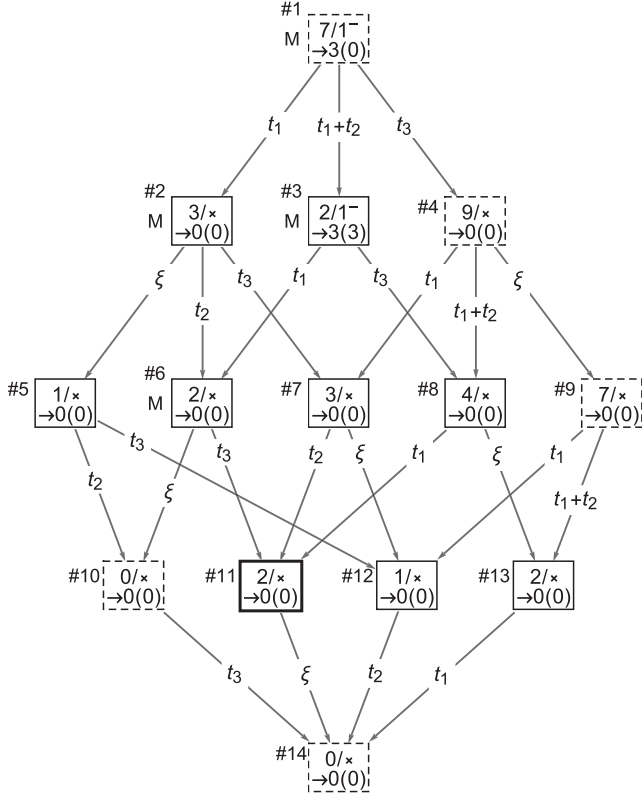 #1
M
7/1⁻
→3(0)
t₁
t₁+t₂
t₃
#2
M
3/×
→0(0)
#3
M
2/1⁻
→3(3)
#4
9/×
→0(0)
ξ
t₂
t₃
t₁
t₃
t₁
t₁+t₂
ξ
#5
1/×
→0(0)
#6
M
2/×
→0(0)
#7
3/×
→0(0)
#8
4/×
→0(0)
#9
7/×
→0(0)
t₂
t₃
ξ
t₃
t₂
ξ
t₁
ξ
t₁
t₁+t₂
#10
0/×
→0(0)
#11
2/×
→0(0)
#12
1/×
→0(0)
#13
2/×
→0(0)
t₃
ξ
t₂
t₁
#14
0/×
→0(0)